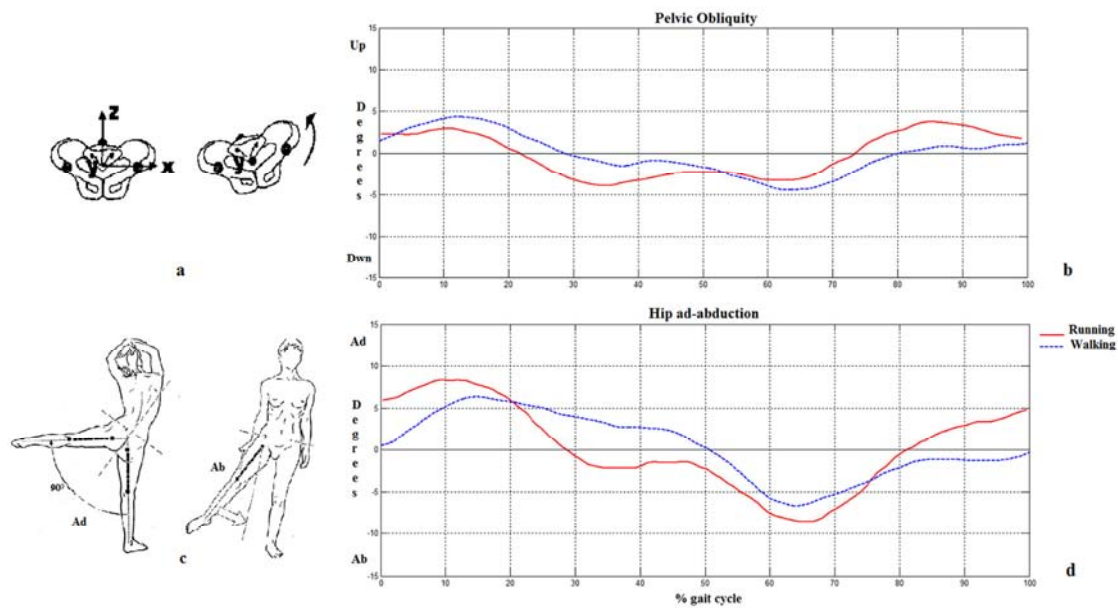 Pelvic Obliquity
15
Up
10
5
0
-5
-10
-15
Degrees
Dwn
0 10 20 30 40 50 60 70 80 90 100
z
y
x
y
a
b
Hip ad-abduction
15
Ad
10
5
0
-5
-10
-15
Degrees
Ab
0 10 20 30 40 50 60 70 80 90 100
% gait cycle
Running
Walking
90°
Ad
Ab
c
d